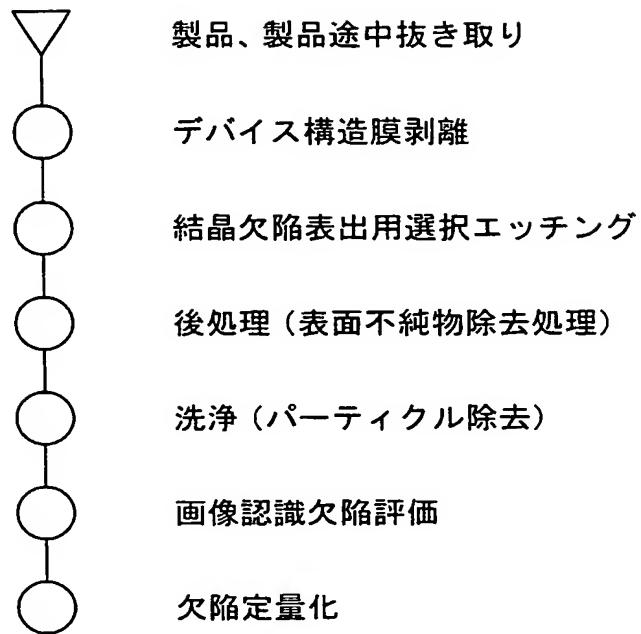 製品、製品途中抜き取り
デバイス構造膜剥離
結晶欠陥表出用選択エッチング
後処理（表面不純物除去処理）
洗浄（パーティクル除去）
画像認識欠陥評価
欠陥定量化